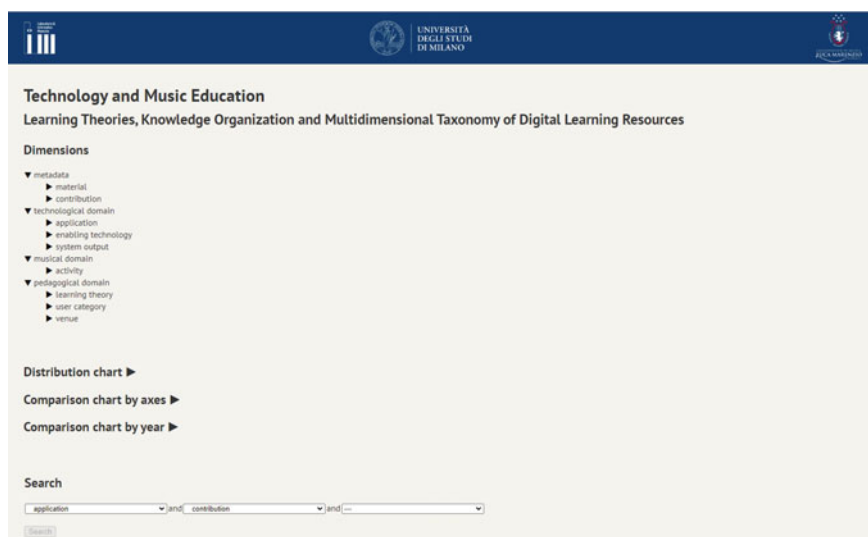 UNIVERSITÀ
DEGLI STUDI
DI MILANO
LUCA MARENZIO
Technology and Music Education
Learning Theories, Knowledge Organization and Multidimensional Taxonomy of Digital Learning Resources
Dimensions
▼ metadata
▶ material
▶ contribution
▼ technological domain
▶ application
▶ enabling technology
▶ system output
▼ musical domain
▶ activity
▼ pedagogical domain
▶ learning theory
▶ user category
▶ venue
Distribution chart ▶
Comparison chart by axes ▶
Comparison chart by year ▶
Search
application and contribution and ---
Search